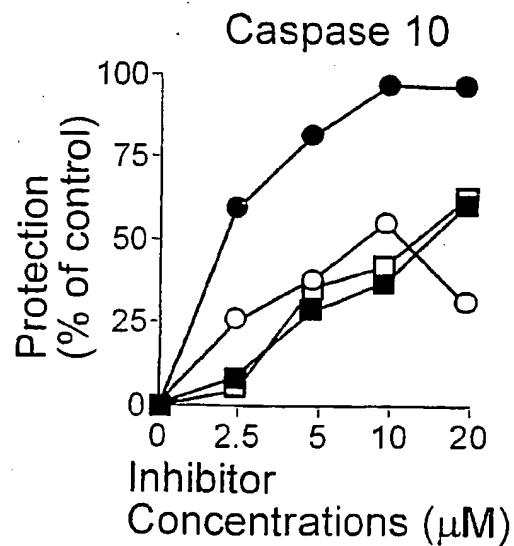 Caspase 10
Protection
(% of control)
100
75
50
25
0
0 2.5 5 10 20
Inhibitor
Concentrations (μM)